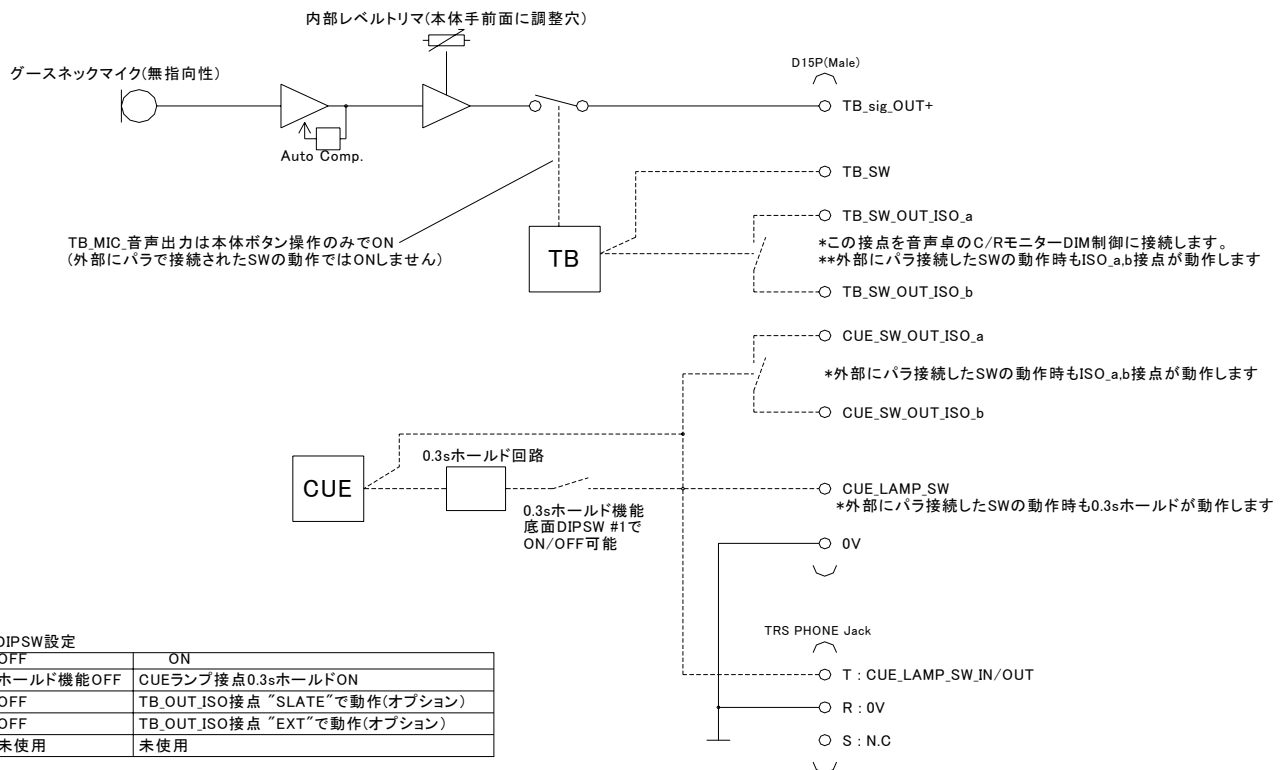 内部レベルトリマ(本体手前面に調整穴)
グースネックマイク(無指向性)
D15P(Male)
TB_sig_OUT+
Auto Comp.
TB_SW
TB_SW_OUT_ISO_a
TB_MIC_音声出力は本体ボタン操作のみでON
(外部にパラで接続されたSWの動作ではONしません)
TB
*この接点を音声卓のC/RモニターDIM制御に接続します。
**外部にパラ接続したSWの動作時もISO_a,b接点が動作します
TB_SW_OUT_ISO_b
CUE_SW_OUT_ISO_a
*外部にパラ接続したSWの動作時もISO_a,b接点が動作します
CUE_SW_OUT_ISO_b
0.3sホールド回路
CUE
CUE_LAMP_SW
*外部にパラ接続したSWの動作時も0.3sホールドが動作します
0.3sホールド機能
底面DIPSW #1で
ON/OFF可能
0V
TRS PHONE Jack
T : CUE_LAMP_SW_IN/OUT
R : 0V
S : N.C
DIPSW設定
OFF ON
ホールド機能OFF CUEランプ接点0.3sホールドON
OFF TB_OUT_ISO接点 "SLATE"で動作(オプション)
OFF TB_OUT_ISO接点 "EXT"で動作(オプション)
未使用 未使用